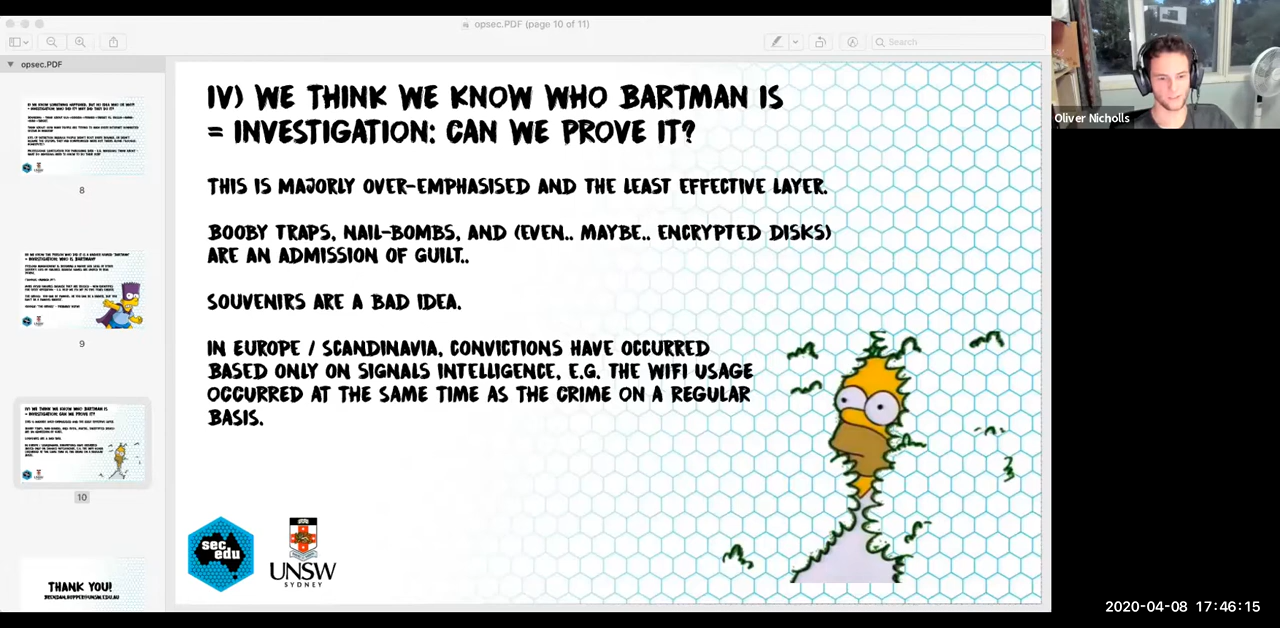 opsec.PDF (page 10 of 11)
Search
opsec.PDF
8
9
10
THANK YOU!
IV) WE THINK WE KNOW WHO BARTMAN IS
= INVESTIGATION: CAN WE PROVE IT?
THIS IS MAJORLY OVER-EMPHASISED AND THE LEAST EFFECTIVE LAYER.
BOOBY TRAPS, NAIL-BOMBS, AND (EVEN.. MAYBE.. ENCRYPTED DISKS)
ARE AN ADMISSION OF GUILT..
SOUVENIRS ARE A BAD IDEA.
IN EUROPE / SCANDINAVIA, CONVICTIONS HAVE OCCURRED
BASED ONLY ON SIGNALS INTELLIGENCE, E.G. THE WIFI USAGE
OCCURRED AT THE SAME TIME AS THE CRIME ON A REGULAR
BASIS.
sec
edu
UNSW
SYDNEY
Oliver Nicholls
2020-04-08 17:46:15